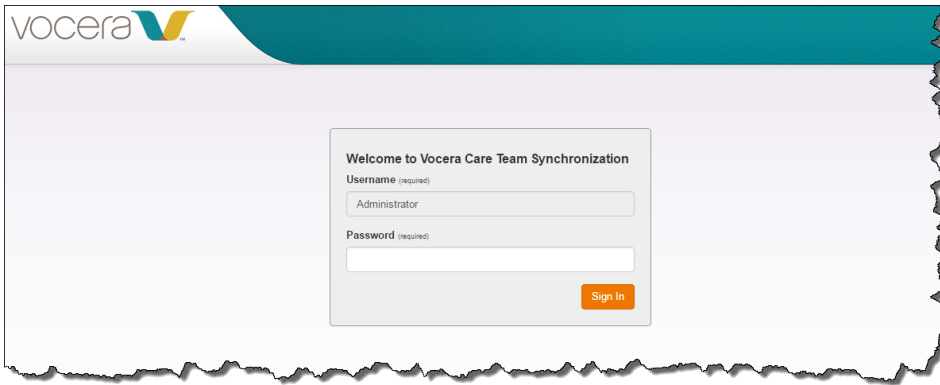 vocera
Welcome to Vocera Care Team Synchronization
Username (required)
Administrator
Password (required)
Sign In